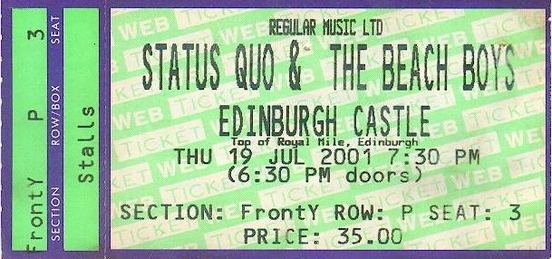 REGULAR MUSIC LTD
STATUS QUO & THE BEACH BOYS
EDINBURGH CASTLE
Top of Royal Mile, Edinburgh
THU 19 JUL 2001 7:30 PM
(6:30 PM doors)
SECTION: FrontY ROW: P SEAT: 3
PRICE: 35.00
FrontY P 3
SECTION ROW/BOX SEAT
Stalls
WEB TICKET